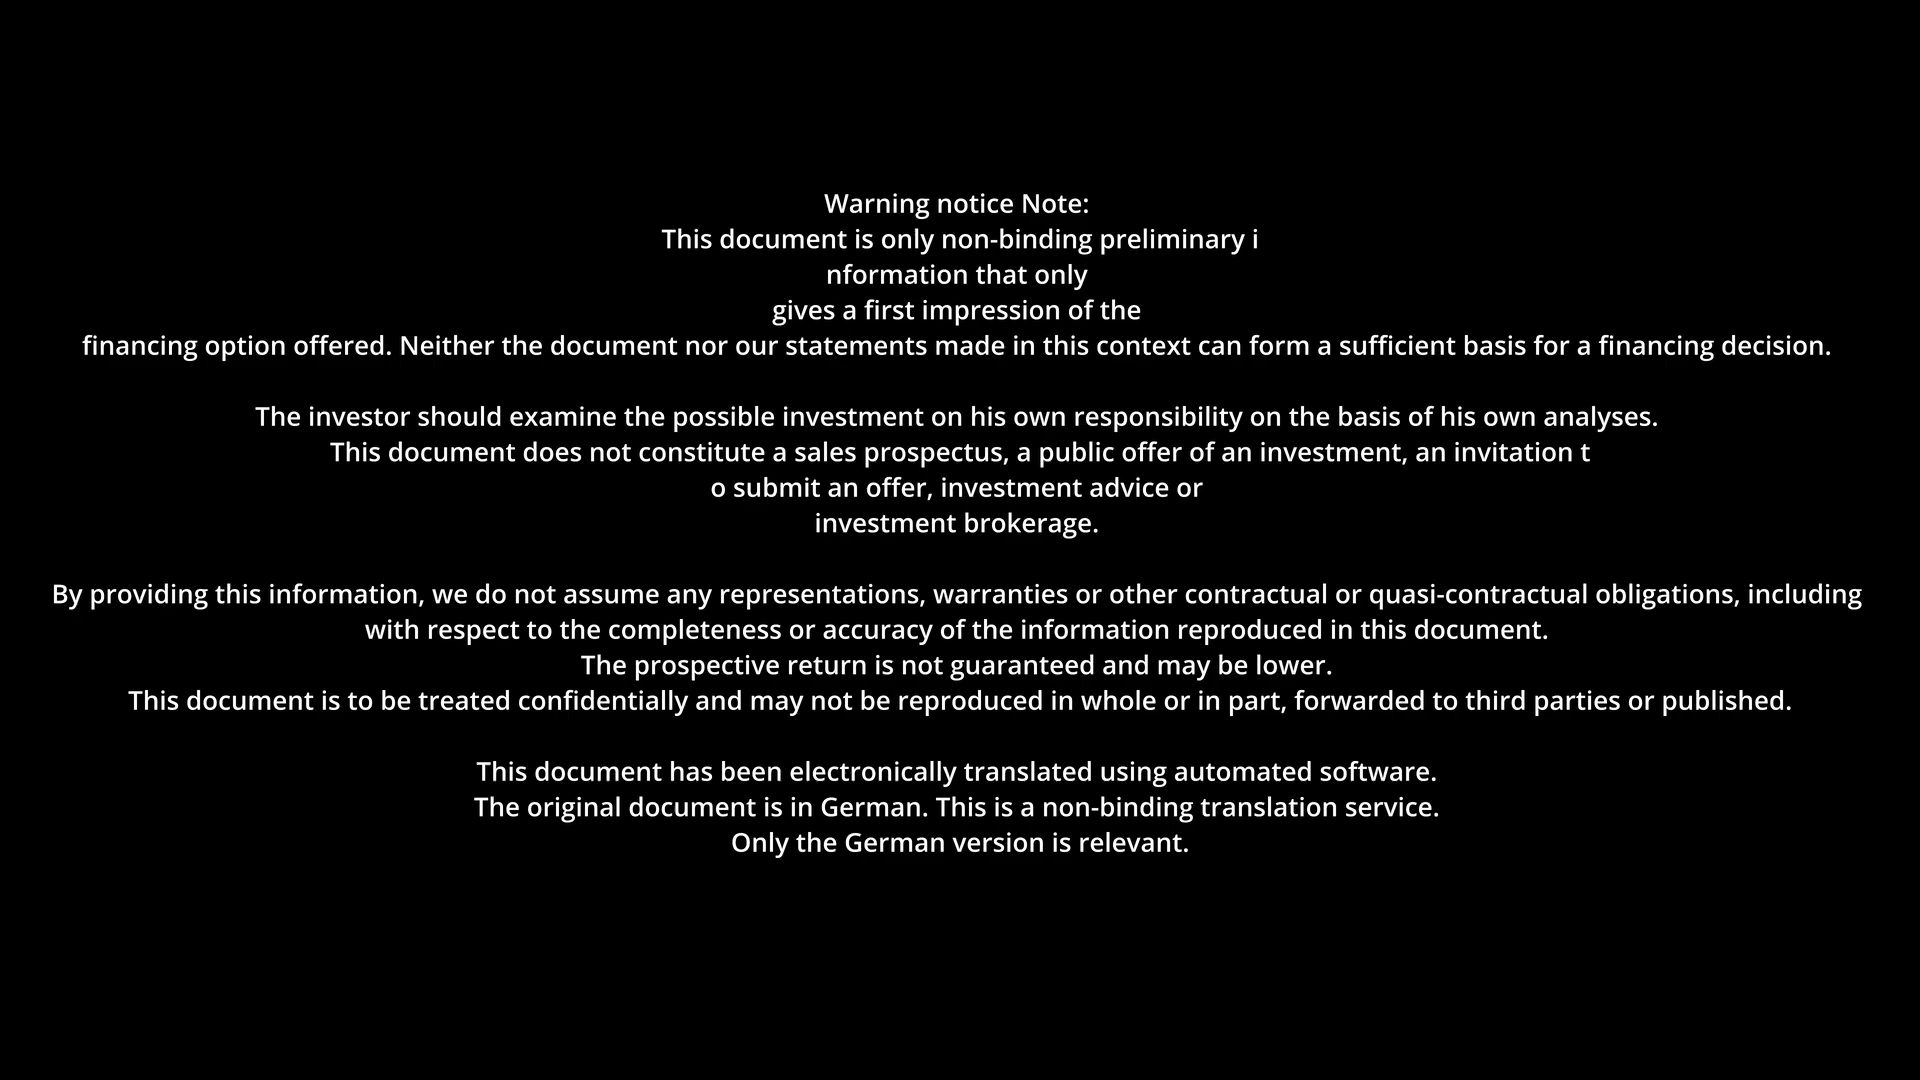 Warning notice Note:
This document is only non-binding preliminary i
nformation that only
gives a first impression of the
financing option offered. Neither the document nor our statements made in this context can form a sufficient basis for a financing decision.
The investor should examine the possible investment on his own responsibility on the basis of his own analyses.
This document does not constitute a sales prospectus, a public offer of an investment, an invitation t
o submit an offer, investment advice or
investment brokerage.
By providing this information, we do not assume any representations, warranties or other contractual or quasi-contractual obligations, including
with respect to the completeness or accuracy of the information reproduced in this document.
The prospective return is not guaranteed and may be lower.
This document is to be treated confidentially and may not be reproduced in whole or in part, forwarded to third parties or published.
This document has been electronically translated using automated software.
The original document is in German. This is a non-binding translation service.
Only the German version is relevant.